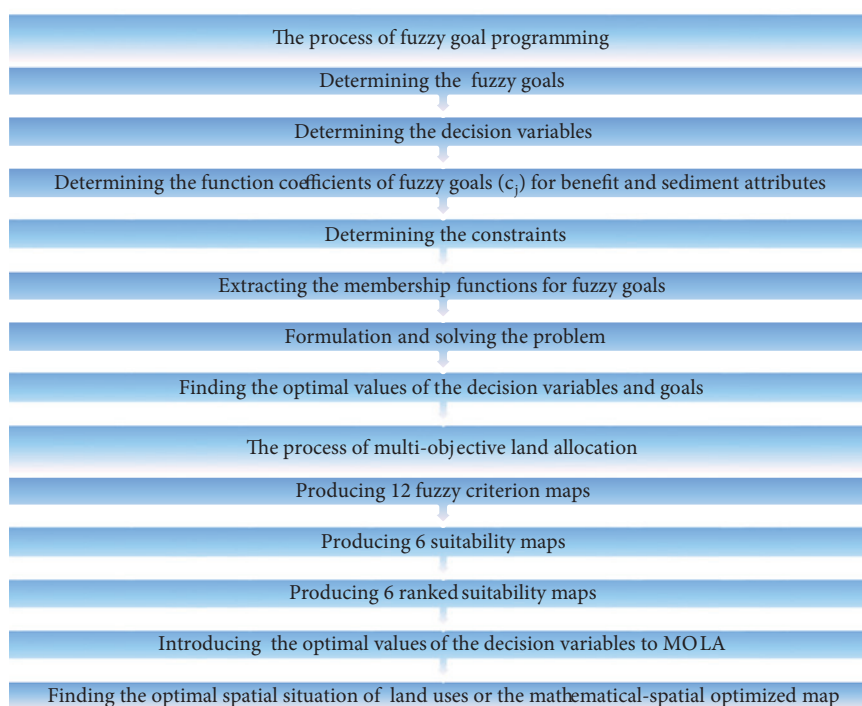 The process of fuzzy goal programming
Determining the fuzzy goals
Determining the decision variables
Determining the function coefficients of fuzzy goals (cj) for benefit and sediment attributes
Determining the constraints
Extracting the membership functions for fuzzy goals
Formulation and solving the problem
Finding the optimal values of the decision variables and goals
The process of multi-objective land allocation
Producing 12 fuzzy criterion maps
Producing 6 suitability maps
Producing 6 ranked suitability maps
Introducing the optimal values of the decision variables to MOLA
Finding the optimal spatial situation of land uses or the mathematical-spatial optimized map